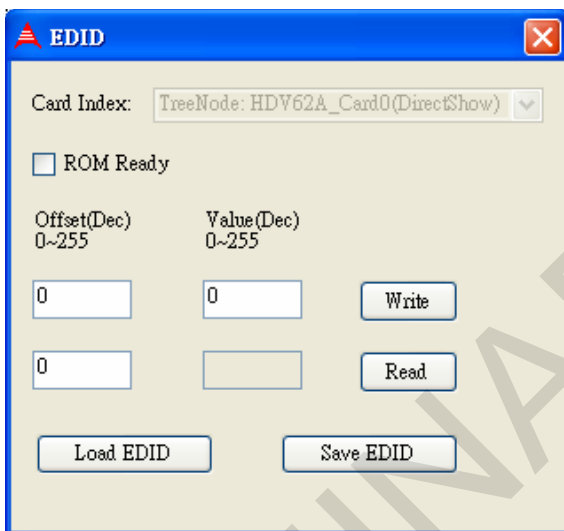 EDID
Card Index: TreeNode: HDV62A_Card0(DirectShow)
ROM Ready
Offset(Dec) Value(Dec)
0~255 0~255
0 0 Write
0 Read
Load EDID Save EDID